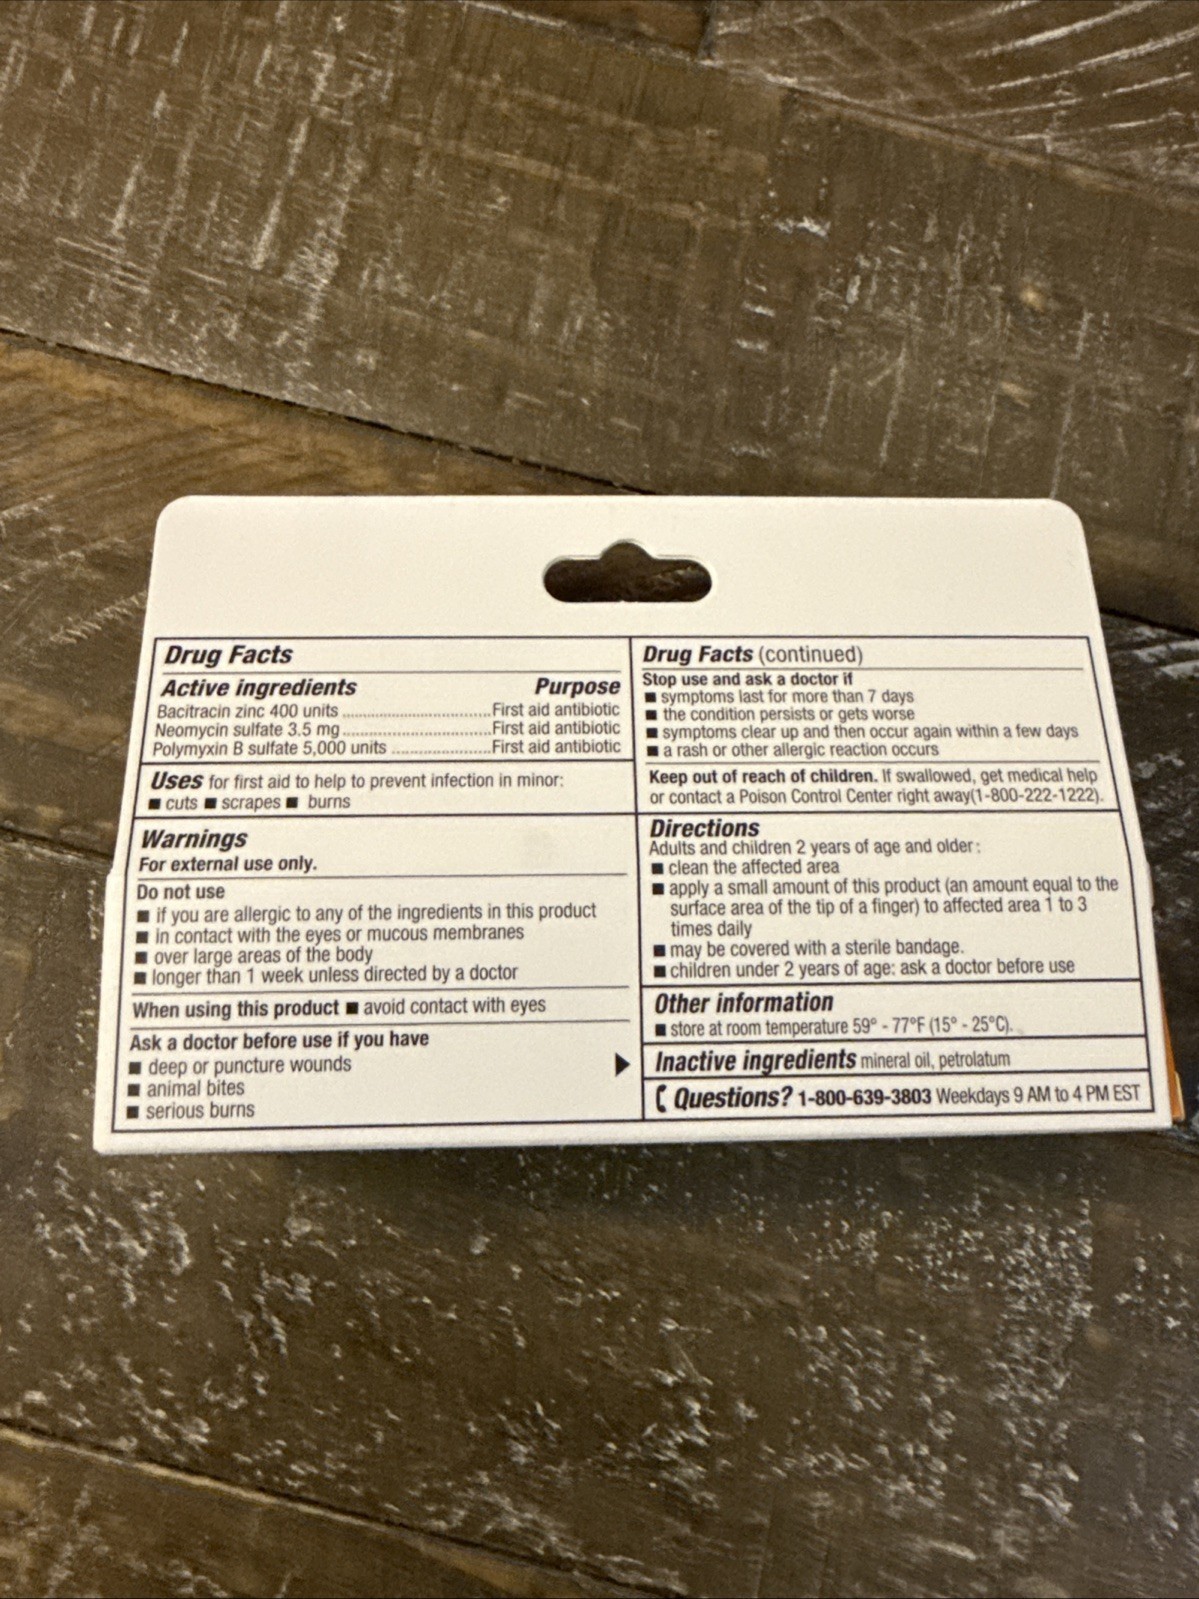 Drug Facts
Active ingredients Purpose
Bacitracin zinc 400 units ................................ First aid antibiotic
Neomycin sulfate 3.5 mg ................................ First aid antibiotic
Polymyxin B sulfate 5,000 units ..................... First aid antibiotic
Uses for first aid to help to prevent infection in minor:
■ cuts ■ scrapes ■ burns
Warnings
For external use only.
Do not use
■ if you are allergic to any of the ingredients in this product
■ in contact with the eyes or mucous membranes
■ over large areas of the body
■ longer than 1 week unless directed by a doctor
When using this product ■ avoid contact with eyes
Ask a doctor before use if you have
■ deep or puncture wounds
■ animal bites
■ serious burns
Drug Facts (continued)
Stop use and ask a doctor if
■ symptoms last for more than 7 days
■ the condition persists or gets worse
■ symptoms clear up and then occur again within a few days
■ a rash or other allergic reaction occurs
Keep out of reach of children. If swallowed, get medical help
or contact a Poison Control Center right away(1-800-222-1222).
Directions
Adults and children 2 years of age and older:
■ clean the affected area
■ apply a small amount of this product (an amount equal to the
surface area of the tip of a finger) to affected area 1 to 3
times daily
■ may be covered with a sterile bandage.
■ children under 2 years of age: ask a doctor before use
Other information
■ store at room temperature 59° - 77°F (15° - 25°C).
Inactive ingredients mineral oil, petrolatum
Questions? 1-800-639-3803 Weekdays 9 AM to 4 PM EST